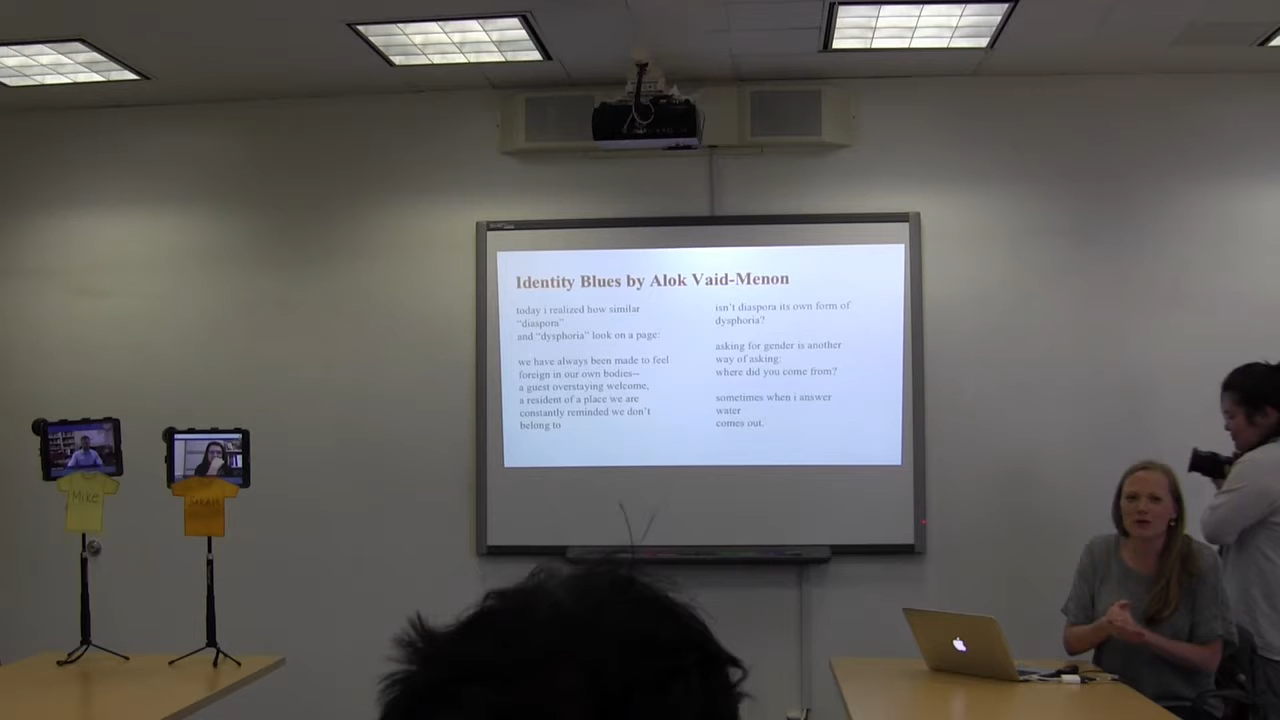 Identity Blues by Alok Vaid-Menon
today i realized how similar
“diaspora”
and “dysphoria” look on a page:
we have always been made to feel
foreign in our own bodies—
a guest overstaying welcome,
a resident of a place we are
constantly reminded we don't
belong to
isn't diaspora its own form of
dysphoria?
asking for gender is another
way of asking:
where did you come from?
sometimes when i answer
water
comes out.
Mike